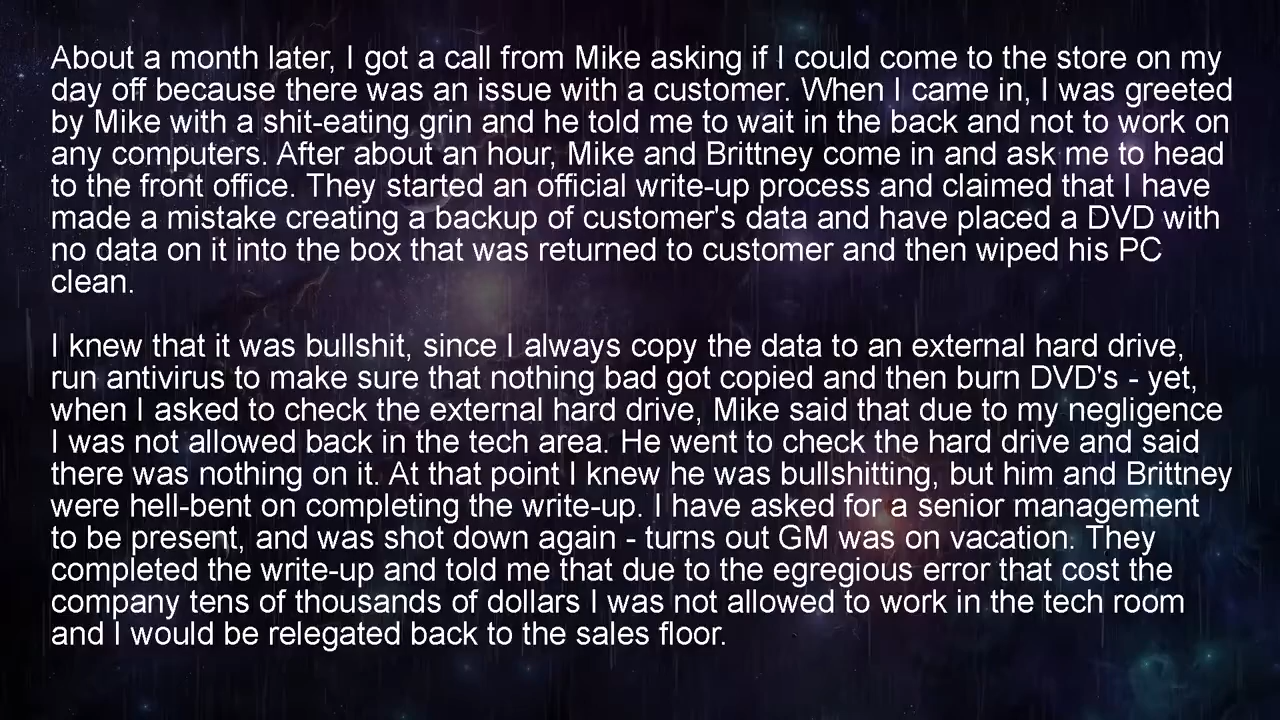 About a month later, I got a call from Mike asking if I could come to the store on my
day off because there was an issue with a customer. When I came in, I was greeted
by Mike with a shit-eating grin and he told me to wait in the back and not to work on
any computers. After about an hour, Mike and Brittney come in and ask me to head
to the front office. They started an official write-up process and claimed that I have
made a mistake creating a backup of customer's data and have placed a DVD with
no data on it into the box that was returned to customer and then wiped his PC
clean.
I knew that it was bullshit, since I always copy the data to an external hard drive,
run antivirus to make sure that nothing bad got copied and then burn DVD's - yet,
when I asked to check the external hard drive, Mike said that due to my negligence
I was not allowed back in the tech area. He went to check the hard drive and said
there was nothing on it. At that point I knew he was bullshitting, but him and Brittney
were hell-bent on completing the write-up. I have asked for a senior management
to be present, and was shot down again - turns out GM was on vacation. They
completed the write-up and told me that due to the egregious error that cost the
company tens of thousands of dollars I was not allowed to work in the tech room
and I would be relegated back to the sales floor.